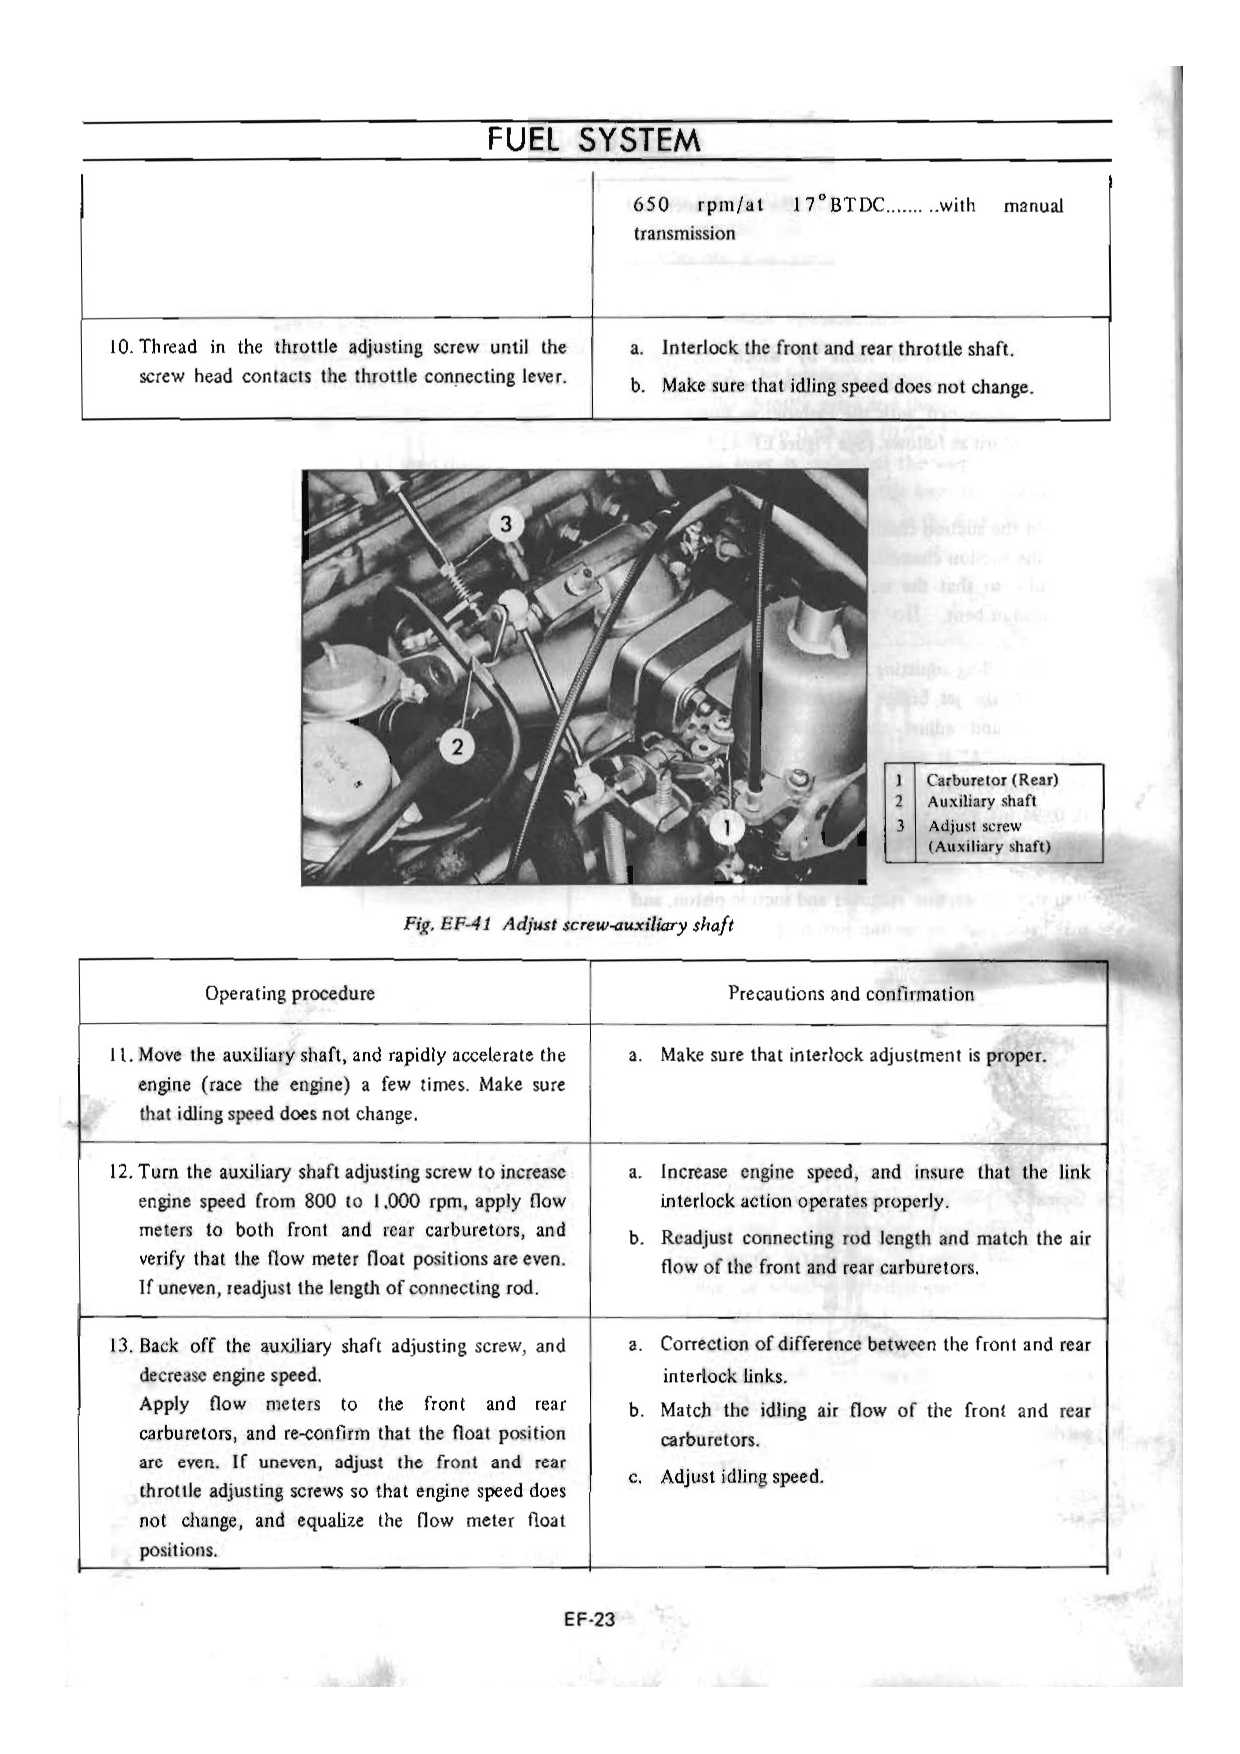 FUEL SYSTEM
650 rpm/at 17°BTDC....... ..with manual
transmission
10. Thread in the throttle adjusting screw until the
screw head contacts the throttle connecting lever.
a. Interlock the front and rear throttle shaft.
b. Make sure that idling speed does not change.
3
2
1
1 Carburetor (Rear)
2 Auxiliary shaft
3 Adjust screw
(Auxiliary shaft)
Fig. EF-41 Adjust screw-auxiliary shaft
Operating procedure
Precautions and confirmation
11. Move the auxiliary shaft, and rapidly accelerate the
engine (race the engine) a few times. Make sure
that idling speed does not change.
a. Make sure that interlock adjustment is proper.
12. Turn the auxiliary shaft adjusting screw to increase
engine speed from 800 to 1,000 rpm, apply flow
meters to both front and rear carburetors, and
verify that the flow meter float positions are even.
If uneven, readjust the length of connecting rod.
a. Increase engine speed, and insure that the link
interlock action operates properly.
b. Readjust connecting rod length and match the air
flow of the front and rear carburetors.
13. Back off the auxiliary shaft adjusting screw, and
decrease engine speed.
Apply flow meters to the front and rear
carburetors, and re-confirm that the float position
are even. If uneven, adjust the front and rear
throttle adjusting screws so that engine speed does
not change, and equalize the flow meter float
positions.
a. Correction of difference between the front and rear
interlock links.
b. Match the idling air flow of the front and rear
carburetors.
c. Adjust idling speed.
EF-23